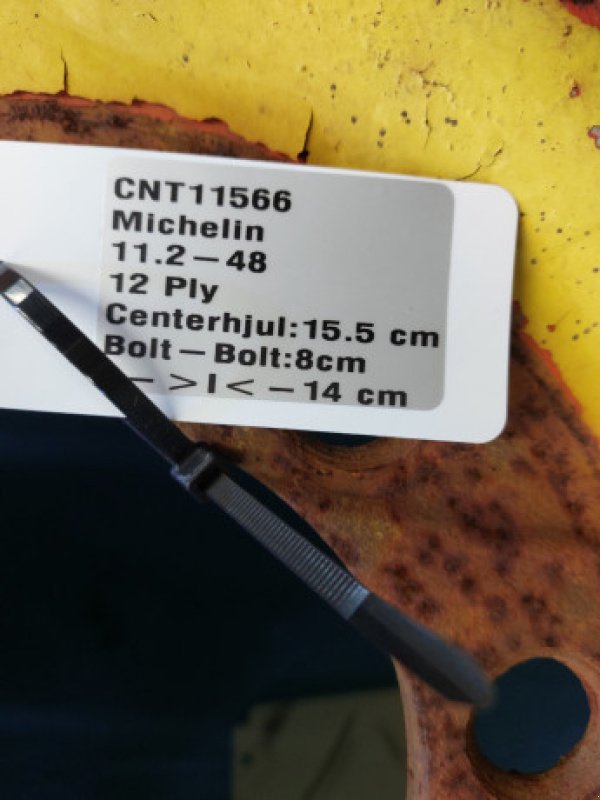 CNT11566
Michelin
11.2-48
12 Ply
Centerhjul:15.5 cm
Bolt-Bolt:8cm
->I<-14 cm